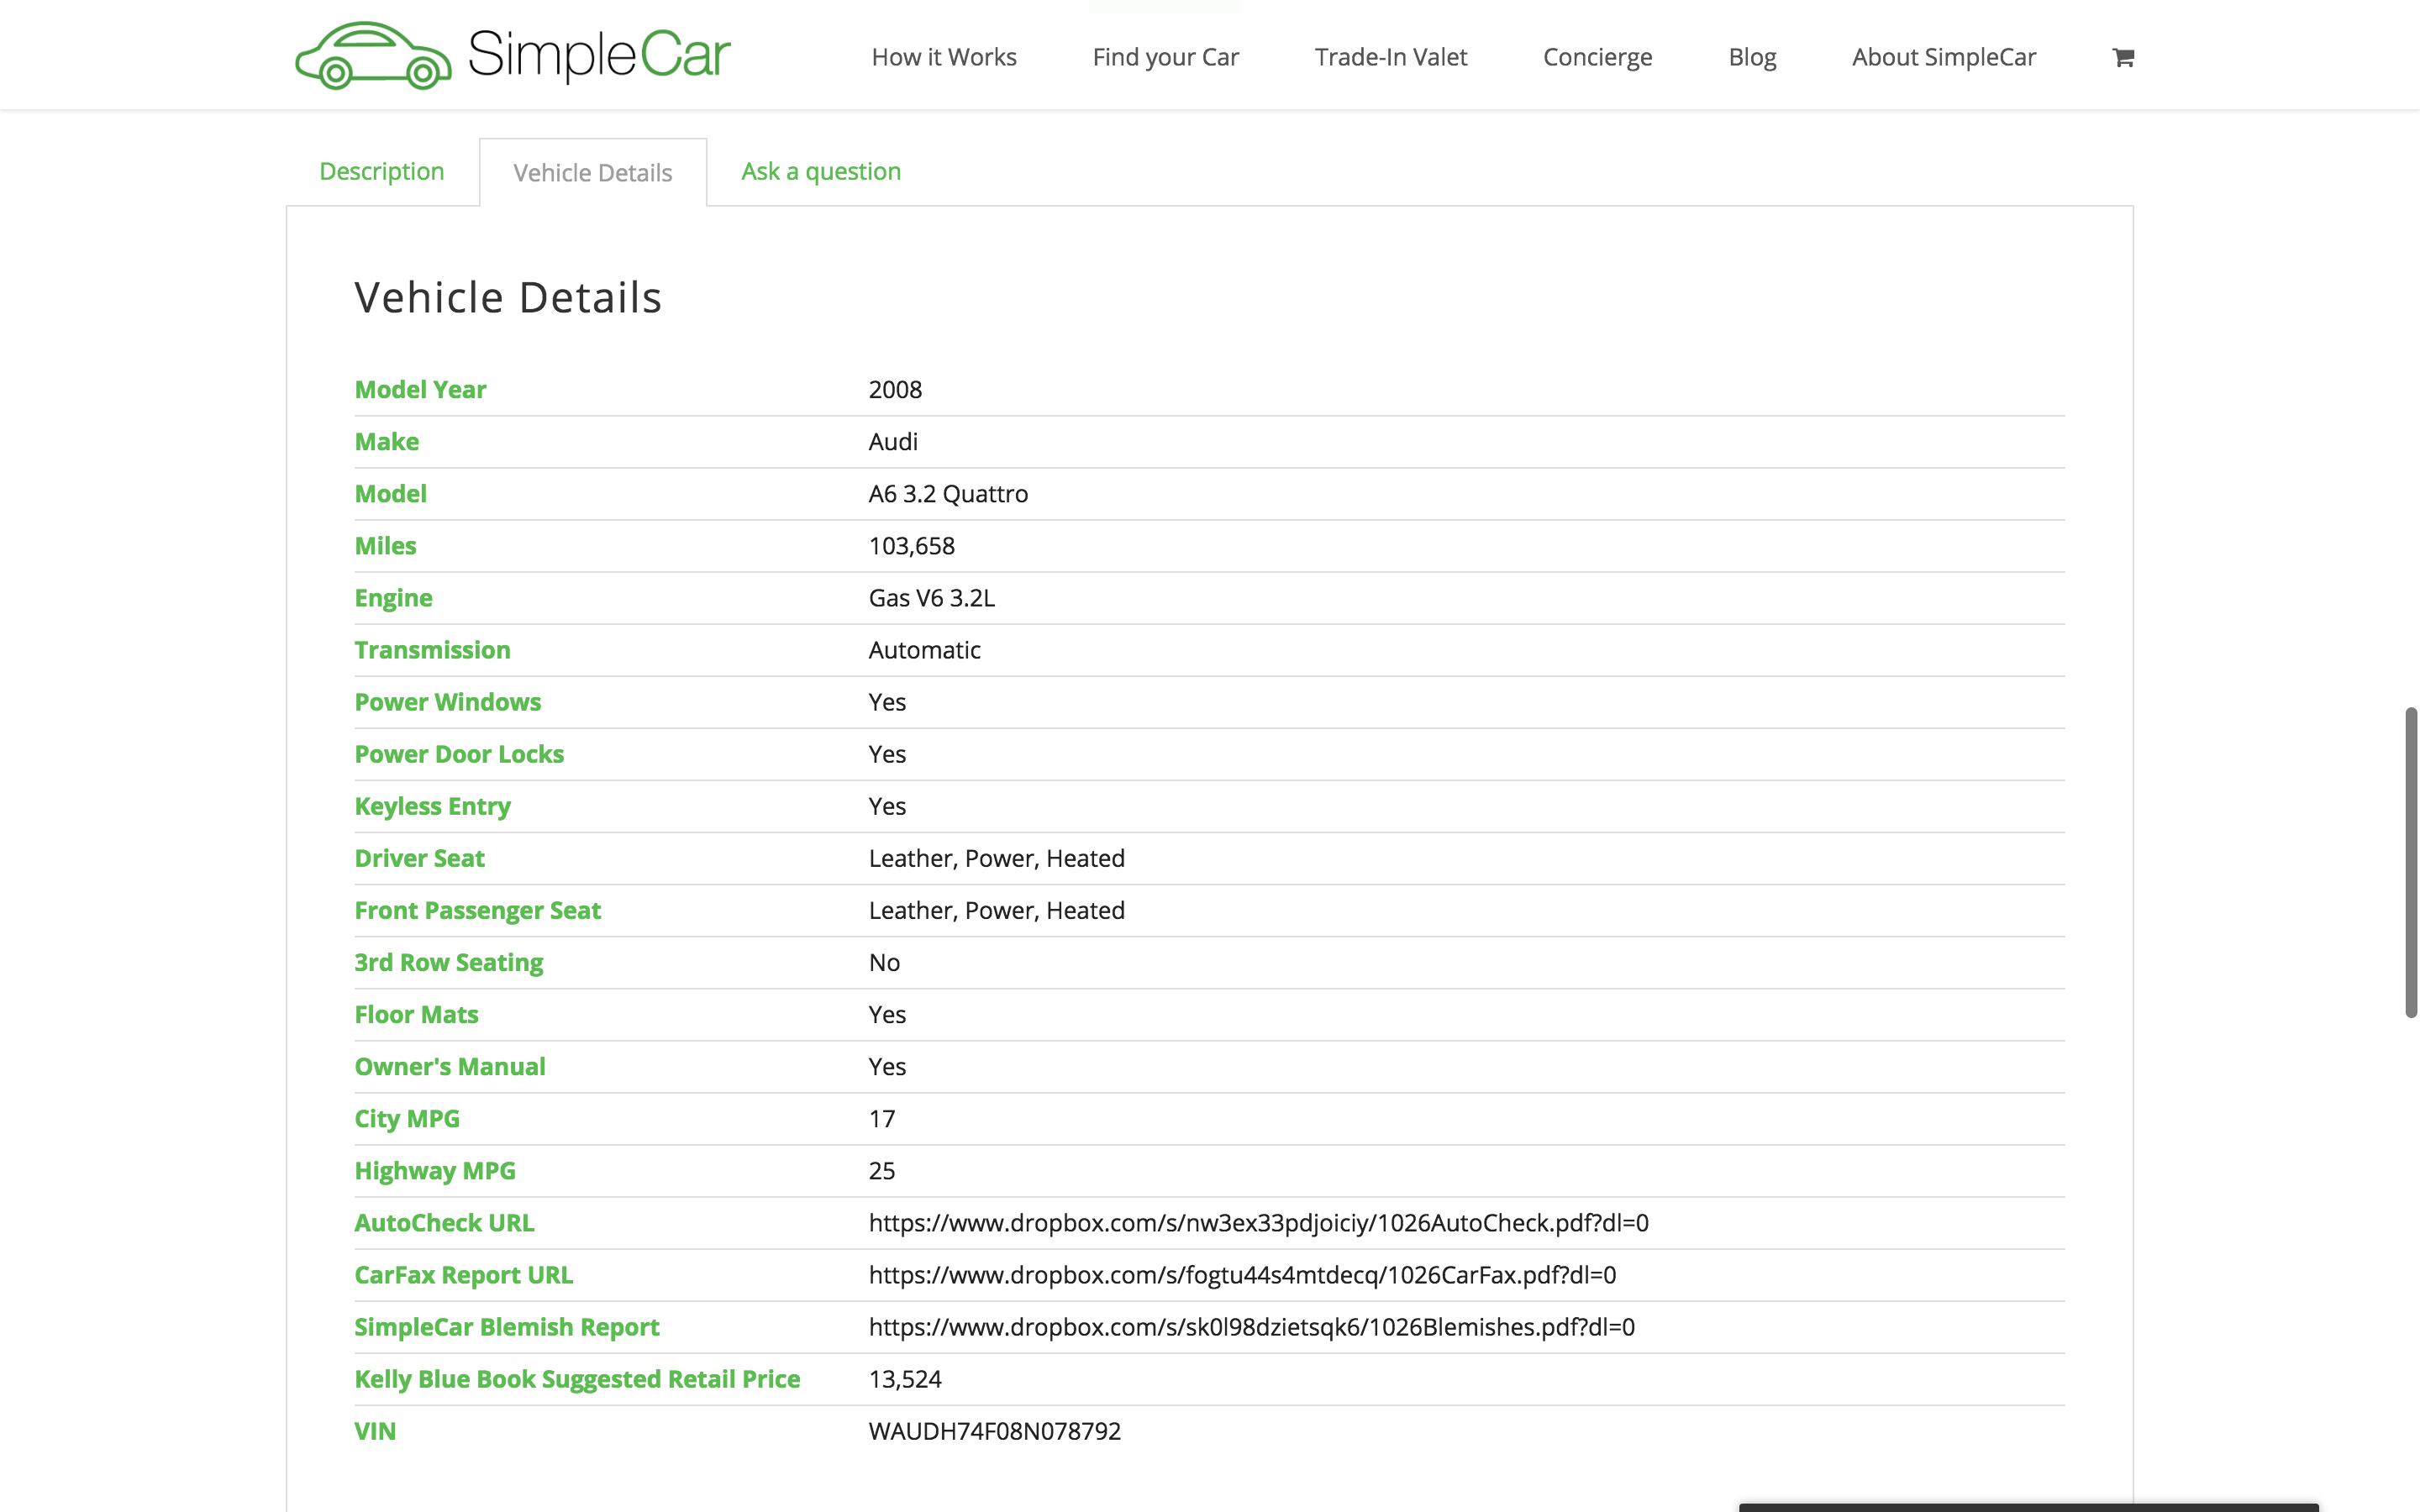 SimpleCar
How it Works Find your Car Trade-In Valet Concierge Blog About SimpleCar
Description Vehicle Details Ask a question
Vehicle Details
Model Year 2008
Make Audi
Model A6 3.2 Quattro
Miles 103,658
Engine Gas V6 3.2L
Transmission Automatic
Power Windows Yes
Power Door Locks Yes
Keyless Entry Yes
Driver Seat Leather, Power, Heated
Front Passenger Seat Leather, Power, Heated
3rd Row Seating No
Floor Mats Yes
Owner's Manual Yes
City MPG 17
Highway MPG 25
AutoCheck URL https://www.dropbox.com/s/nw3ex33pdjoiciy/1026AutoCheck.pdf?dl=0
CarFax Report URL https://www.dropbox.com/s/fogtu44s4mtdecq/1026CarFax.pdf?dl=0
SimpleCar Blemish Report https://www.dropbox.com/s/sk0l98dzietsqk6/1026Blemishes.pdf?dl=0
Kelly Blue Book Suggested Retail Price 13,524
VIN WAUDH74F08N078792